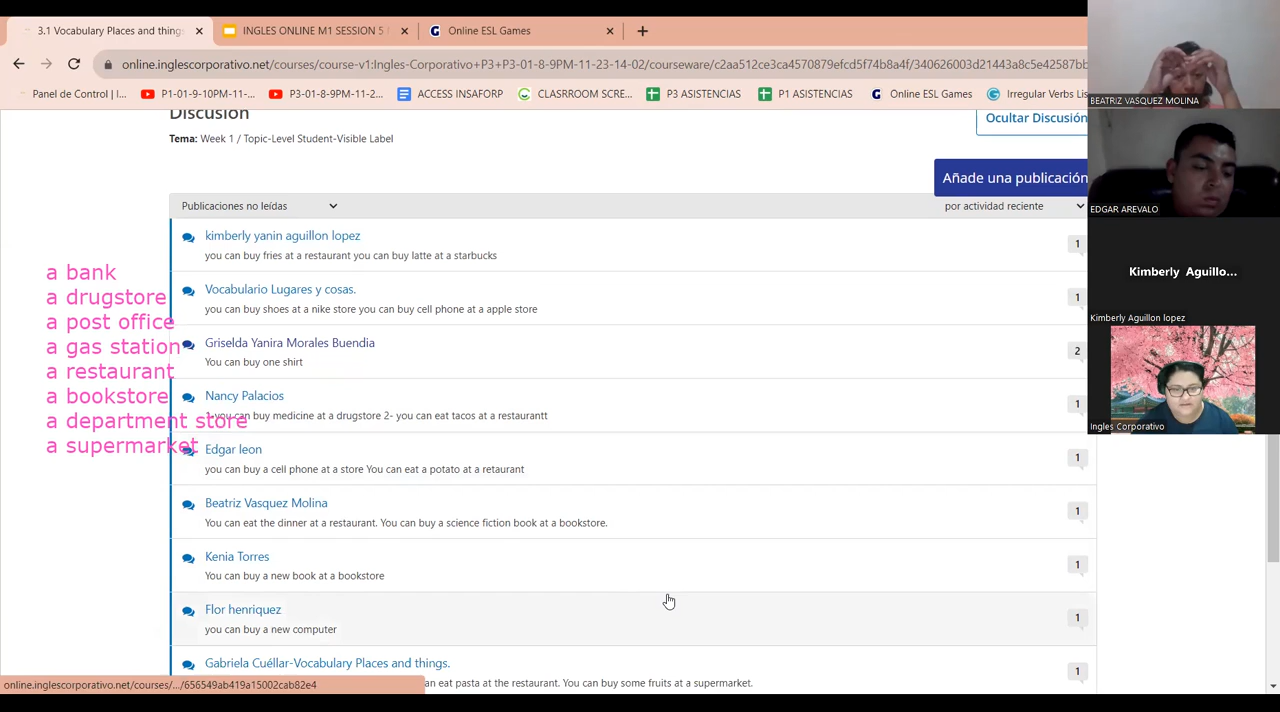 3.1 Vocabulary Places and things
INGLES ONLINE M1 SESSION 5
Online ESL Games
online.inglescorporativo.net/courses/course-v1:Ingles-Corporativo+P3+P3-01-8-9PM-11-23-14-02/courseware/c2aa512ce3ca4570879efcd5f74b8a4f/340626003d21443a8c5e42587bb
Panel de Control | I...
P1-01-9-10PM-11-...
P3-01-8-9PM-11-2...
ACCESS INSAFORP
CLASRROOM SCRE...
P3 ASISTENCIAS
P1 ASISTENCIAS
Online ESL Games
Irregular Verbs Lis
Discusión
Tema: Week 1 / Topic-Level Student-Visible Label
Ocultar Discusión
Añade una publicación
Publicaciones no leídas
por actividad reciente
kimberly yanin aguillon lopez
you can buy fries at a restaurant you can buy latte at a starbucks
1
Vocabulario Lugares y cosas.
you can buy shoes at a nike store you can buy cell phone at a apple store
1
Griselda Yanira Morales Buendia
You can buy one shirt
2
Nancy Palacios
1-you can buy medicine at a drugstore 2- you can eat tacos at a restaurantt
1
Edgar leon
you can buy a cell phone at a store You can eat a potato at a retaurant
1
Beatriz Vasquez Molina
You can eat the dinner at a restaurant. You can buy a science fiction book at a bookstore.
1
Kenia Torres
You can buy a new book at a bookstore
1
Flor henriquez
you can buy a new computer
1
Gabriela Cuéllar-Vocabulary Places and things.
an eat pasta at the restaurant. You can buy some fruits at a supermarket.
1
a bank
a drugstore
a post office
a gas station
a restaurant
a bookstore
a department store
a supermarket
online.inglescorporativo.net/courses/.../656549ab419a15002cab82e4
BEATRIZ VASQUEZ MOLINA
EDGAR AREVALO
Kimberly Aguillo...
Kimberly Aguillon lopez
Ingles Corporativo